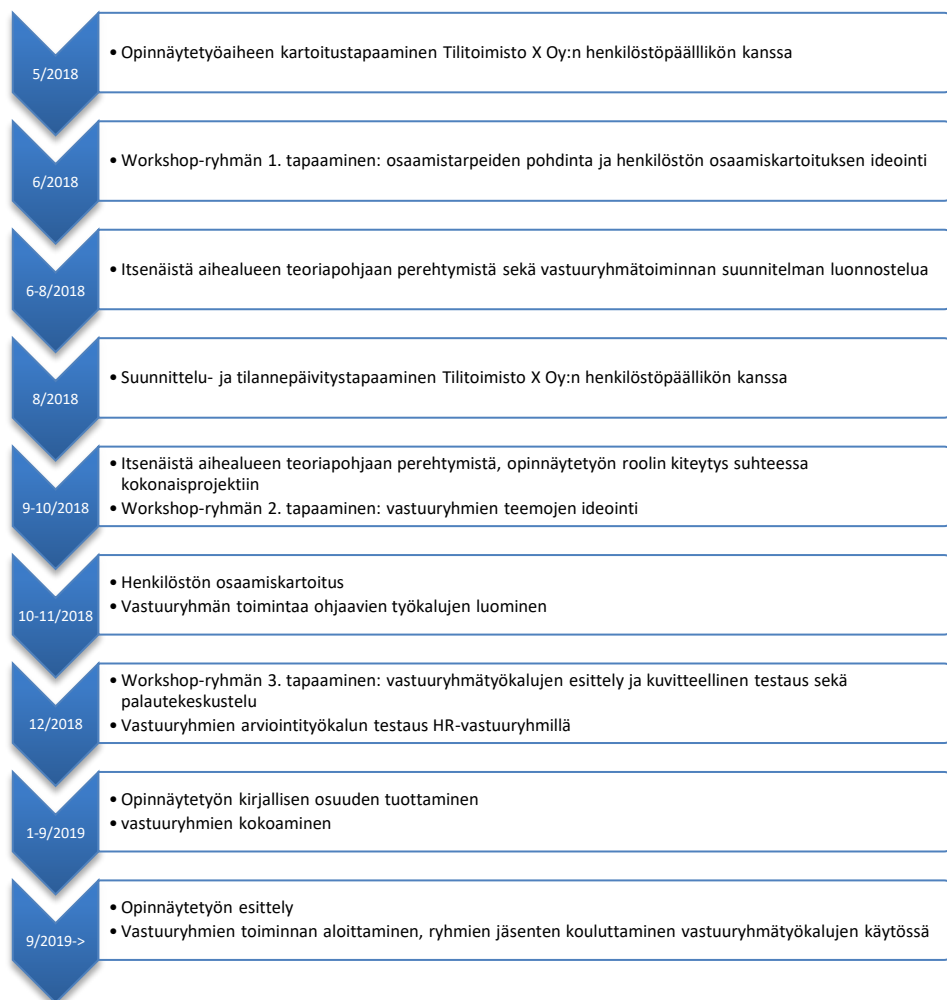 5/2018
• Opinnäytetyöaiheen kartoitustapaaminen Tilitoimisto X Oy:n henkilöstöpäälllikön kanssa
6/2018
• Workshop-ryhmän 1. tapaaminen: osaamistarpeiden pohdinta ja henkilöstön osaamiskartoituksen ideointi
6-8/2018
• Itsenäistä aihealueen teoriapohjaan perehtymistä sekä vastuuryhmätoiminnan suunnitelman luonnostelua
8/2018
• Suunnittelu- ja tilannepäivitystapaaminen Tilitoimisto X Oy:n henkilöstöpäällikön kanssa
9-10/2018
• Itsenäistä aihealueen teoriapohjaan perehtymistä, opinnäytetyön roolin kiteytys suhteessa
kokonaisprojektiin
• Workshop-ryhmän 2. tapaaminen: vastuuryhmien teemojen ideointi
10-11/2018
• Henkilöstön osaamiskartoitus
• Vastuuryhmän toimintaa ohjaavien työkalujen luominen
12/2018
• Workshop-ryhmän 3. tapaaminen: vastuuryhmätyökalujen esittely ja kuvitteellinen testaus sekä
palautekeskustelu
• Vastuuryhmien arviointityökalun testaus HR-vastuuryhmillä
1-9/2019
• Opinnäytetyön kirjallisen osuuden tuottaminen
• vastuuryhmien kokoaminen
9/2019->
• Opinnäytetyön esittely
• Vastuuryhmien toiminnan aloittaminen, ryhmien jäsenten kouluttaminen vastuuryhmätyökalujen käytössä